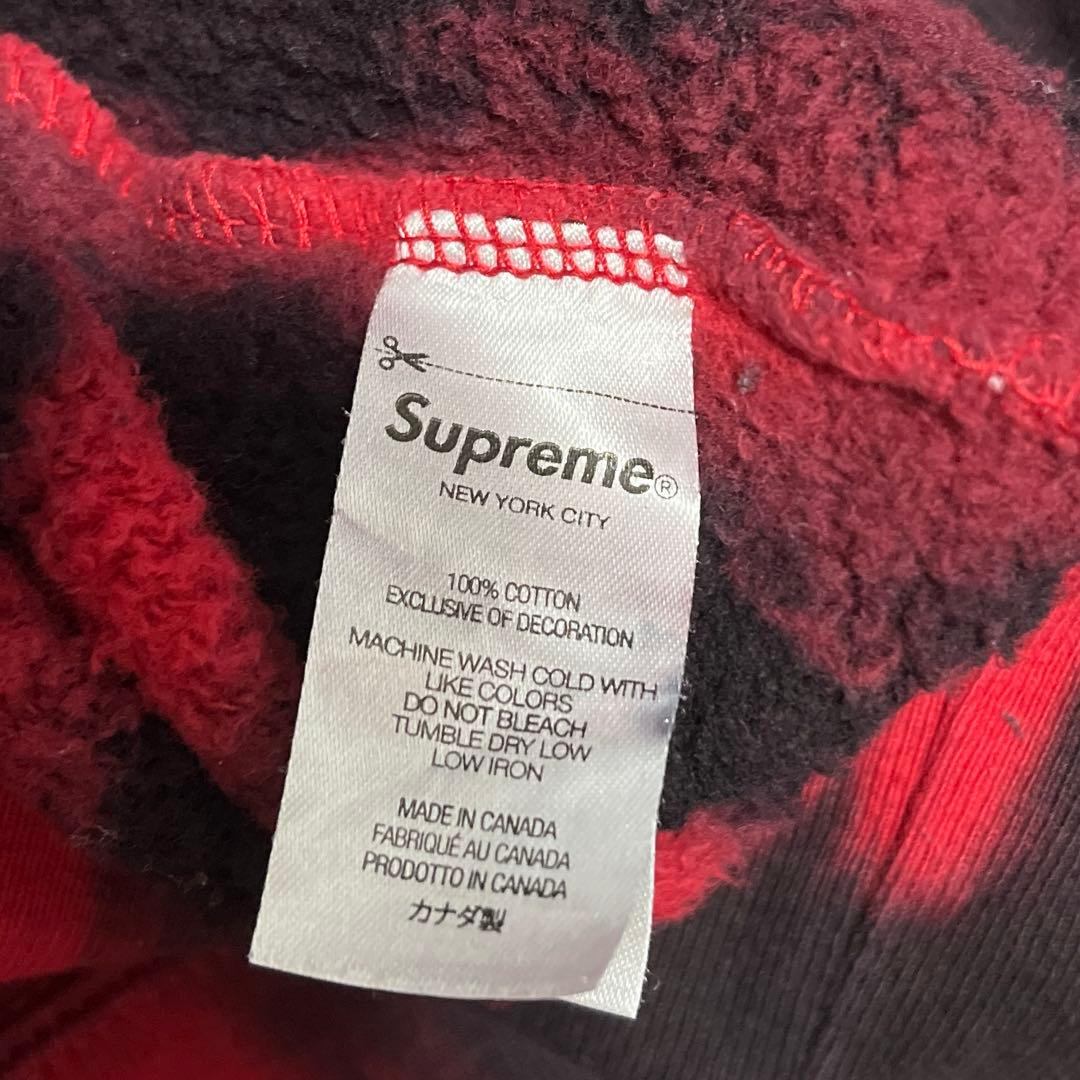 Supreme®
NEW YORK CITY
100% COTTON
EXCLUSIVE OF DECORATION
MACHINE WASH COLD WITH
LIKE COLORS
DO NOT BLEACH
TUMBLE DRY LOW
LOW IRON
MADE IN CANADA
FABRIQUÉ AU CANADA
PRODOTTO IN CANADA
カナダ製